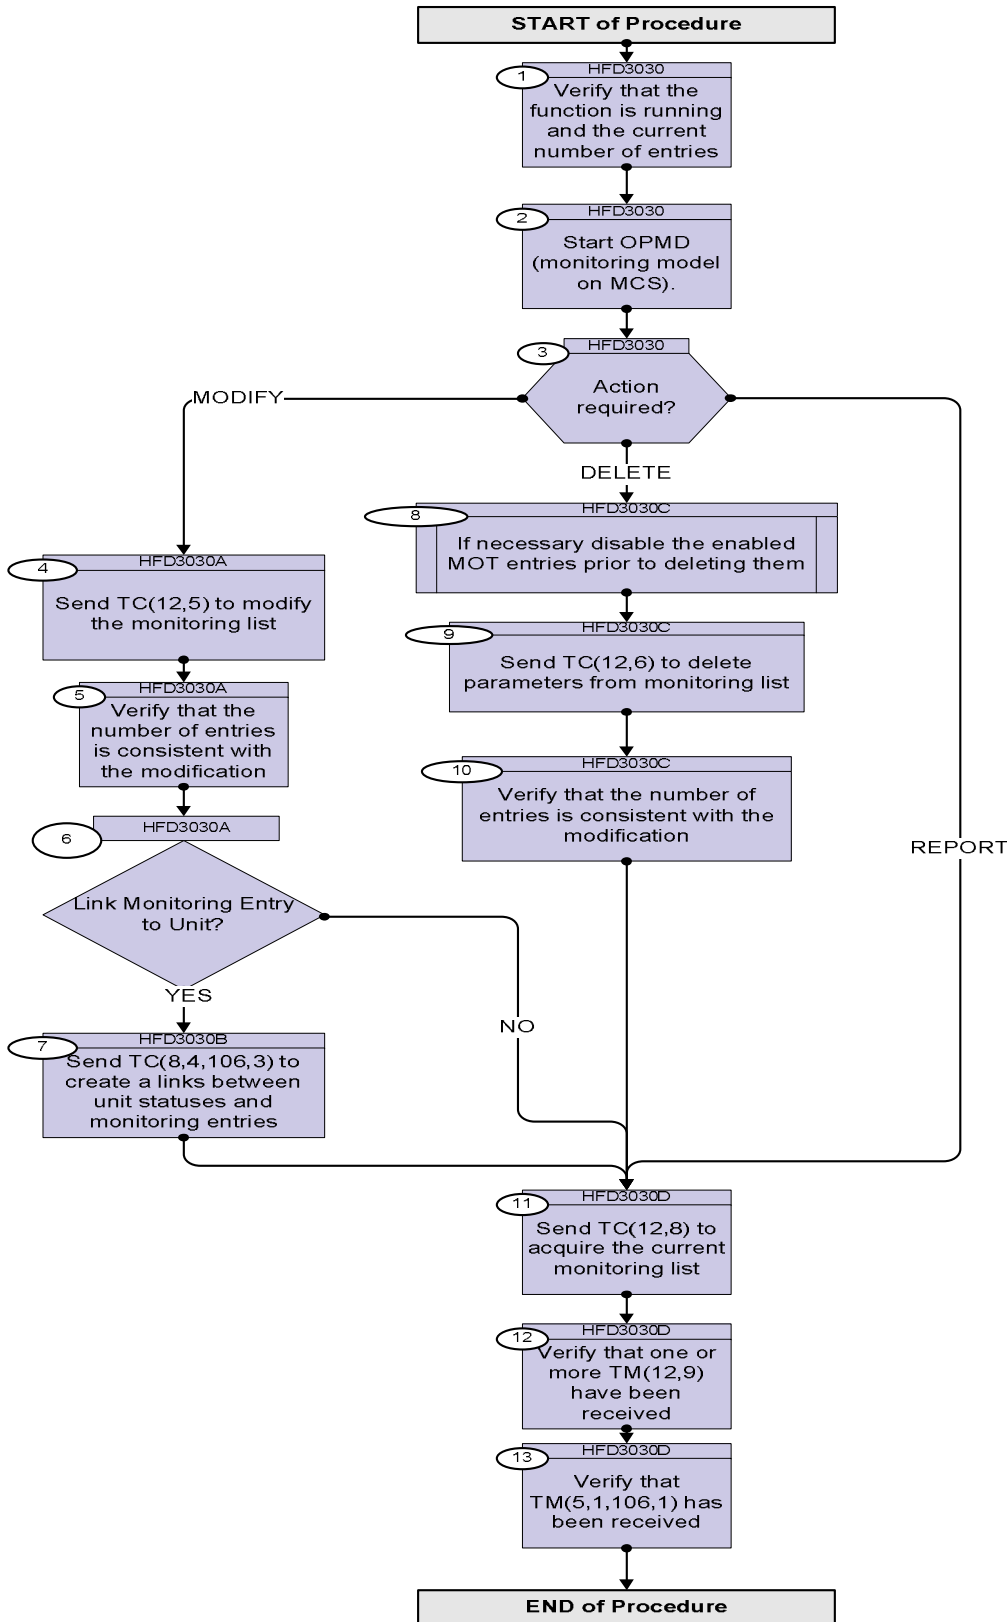 START of Procedure
HFD3030
1
Verify that the
function is running
and the current
number of entries
HFD3030
2
Start OPMD
(monitoring model
on MCS).
HFD3030
3
Action
required?
MODIFY
DELETE
REPORT
HFD3030A
4
Send TC(12,5) to modify
the monitoring list
HFD3030A
5
Verify that the
number of entries
is consistent with
the modification
HFD3030A
6
Link Monitoring Entry
to Unit?
YES
NO
HFD3030B
7
Send TC(8,4,106,3) to
create a links between
unit statuses and
monitoring entries
HFD3030C
8
If necessary disable the enabled
MOT entries prior to deleting them
HFD3030C
9
Send TC(12,6) to delete
parameters from monitoring list
HFD3030C
10
Verify that the number of
entries is consistent with the
modification
HFD3030D
11
Send TC(12,8) to
acquire the current
monitoring list
HFD3030D
12
Verify that one or
more TM(12,9)
have been
received
HFD3030D
13
Verify that
TM(5,1,106,1) has
been received
END of Procedure